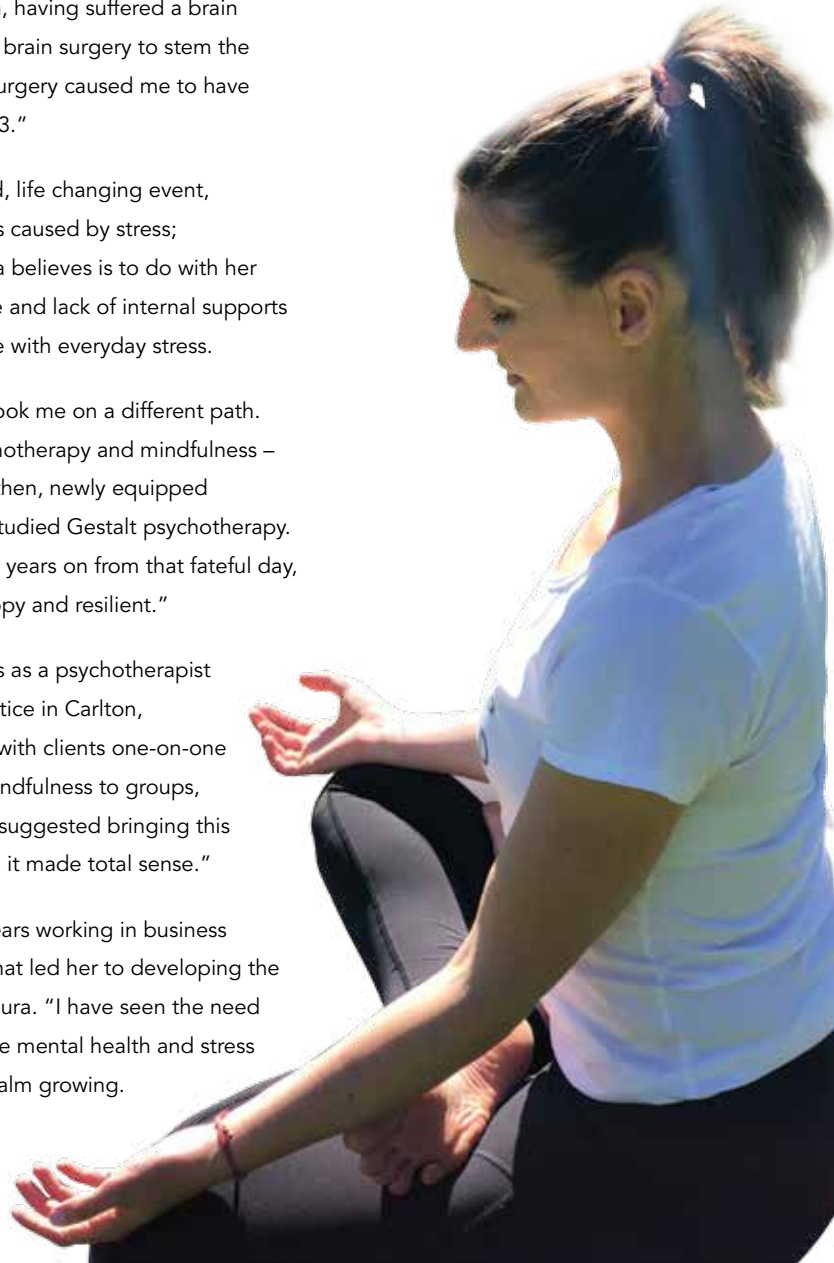 , having suffered a brain
brain surgery to stem the
urgery caused me to have
3.”
, life changing event,
s caused by stress;
a believes is to do with her
e and lack of internal supports
e with everyday stress.
ook me on a different path.
hotherapy and mindfulness –
then, newly equipped
tudied Gestalt psychotherapy.
years on from that fateful day,
ppy and resilient.”
s as a psychotherapist
tice in Carlton,
with clients one-on-one
ndfulness to groups,
suggested bringing this
it made total sense.”
ars working in business
hat led her to developing the
ura. “I have seen the need
e mental health and stress
alm growing.